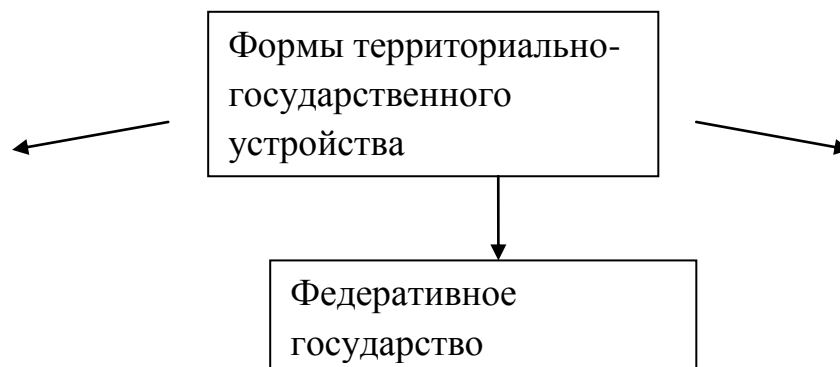 Формы территориально-
государственного
устройства
Федеративное
государство